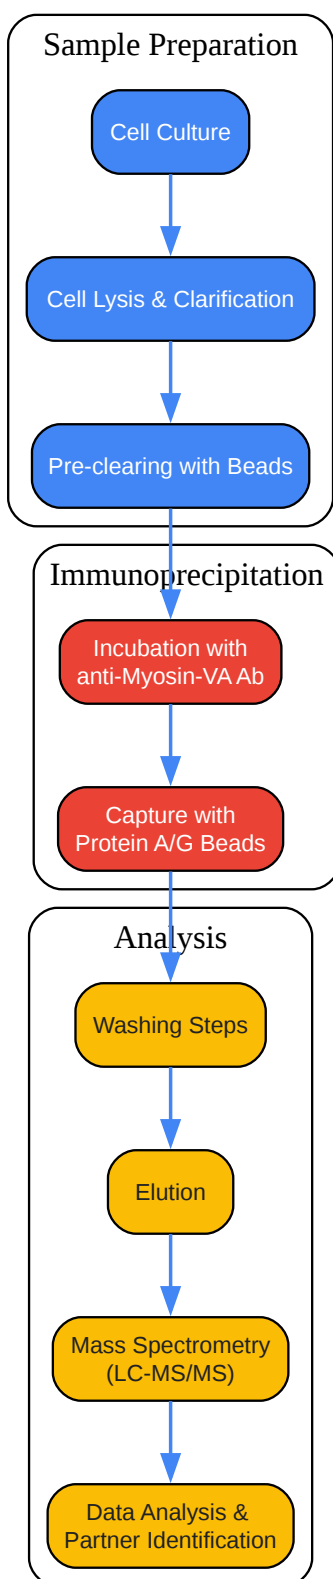 Sample Preparation
Cell Culture
Cell Lysis & Clarification
Pre-clearing with Beads
Immunoprecipitation
Incubation with
anti-Myosin-VA Ab
Capture with
Protein A/G Beads
Analysis
Washing Steps
Elution
Mass Spectrometry
(LC-MS/MS)
Data Analysis &
Partner Identification